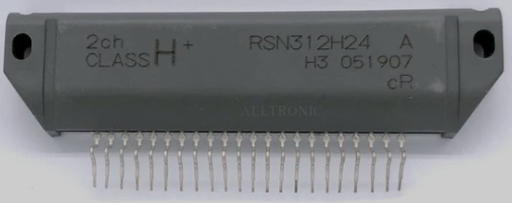 2ch RSN312H24 A
CLASS H+ H3 051907
cR
ALLTRONIC